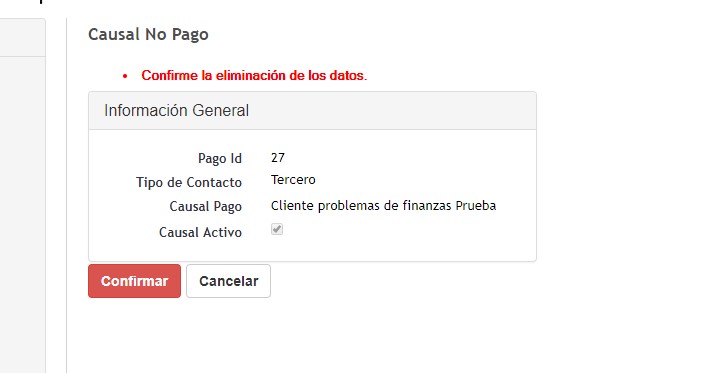 Causal No Pago
Confirme la eliminación de los datos.
Información General
Pago Id 27
Tipo de Contacto Tercero
Causal Pago Cliente problemas de finanzas Prueba
Causal Activo
Confirmar Cancelar